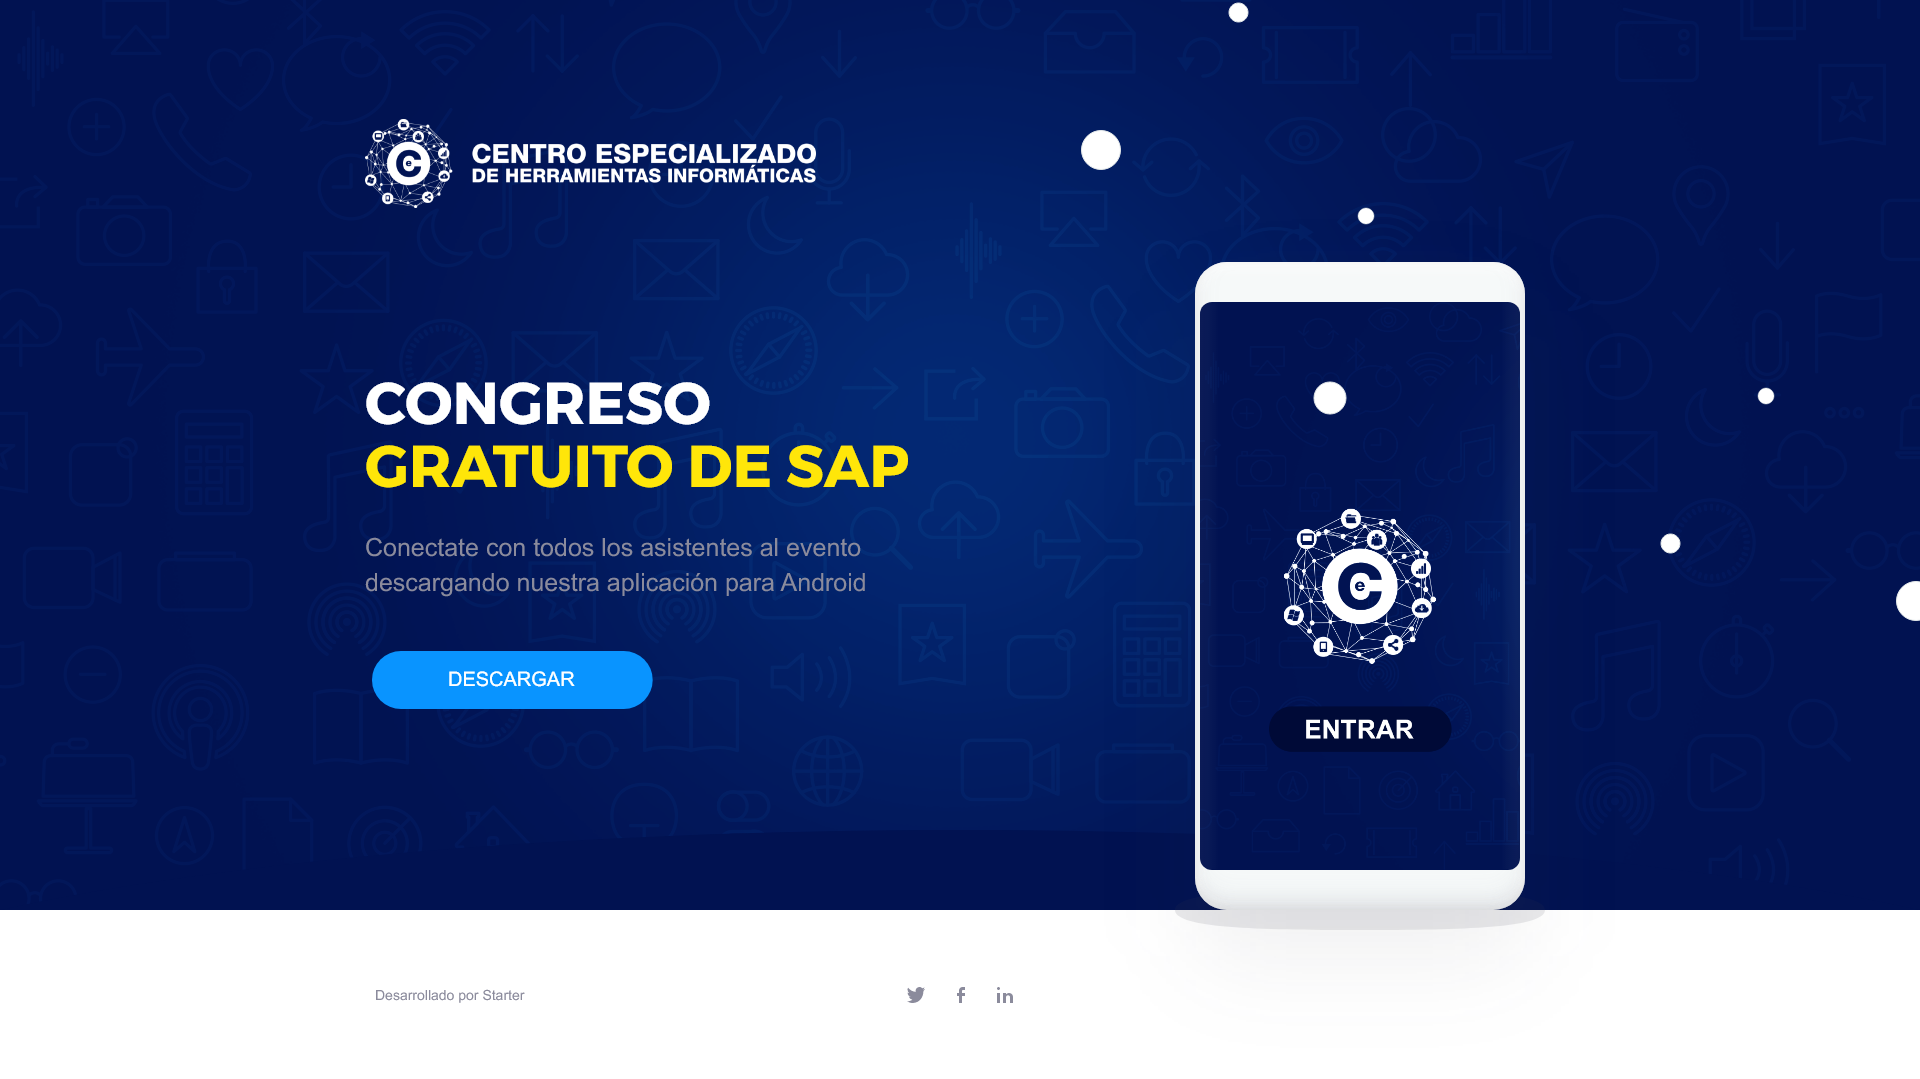 CENTRO ESPECIALIZADO
DE HERRAMIENTAS INFORMÁTICAS
CONGRESO
GRATUITO DE SAP
Conectate con todos los asistentes al evento
descargando nuestra aplicación para Android
DESCARGAR
ENTRAR
Desarrollado por Starter